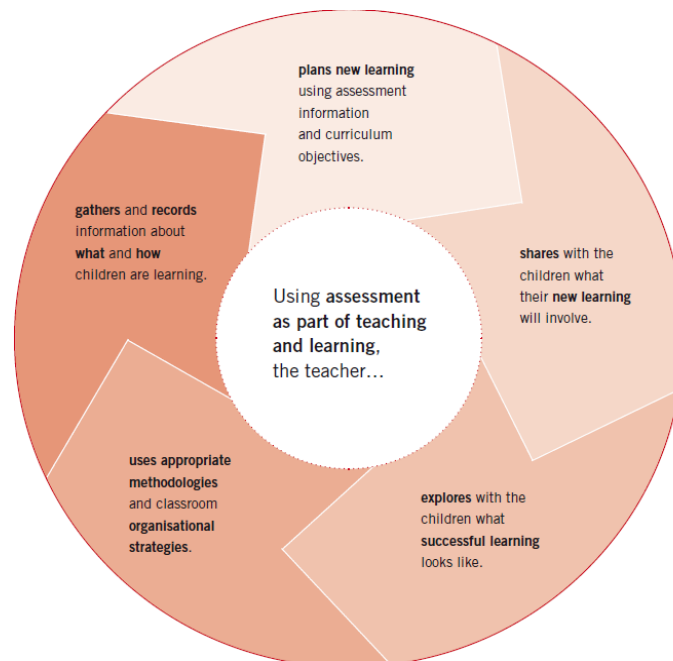 plans new learning
using assessment
information
and curriculum
objectives.
gathers and records
information about
what and how
children are learning.
shares with the
children what
their new learning
will involve.
Using assessment
as part of teaching
and learning,
the teacher…
uses appropriate
methodologies
and classroom
organisational
strategies.
explores with the
children what
successful learning
looks like.